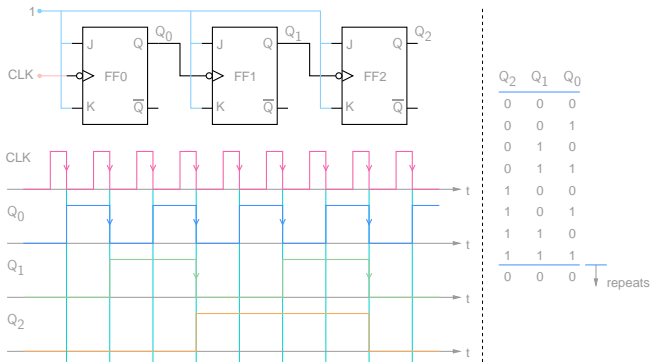 1
Q0 Q1 Q2
J Q J Q J Q
CLK FF0 FF1 FF2
K Q̅ K Q̅ K Q̅
CLK
t
Q0
t
Q1
t
Q2
t
Q2 Q1 Q0
0 0 0
0 0 1
0 1 0
0 1 1
1 0 0
1 0 1
1 1 0
1 1 1
0 0 0
repeats